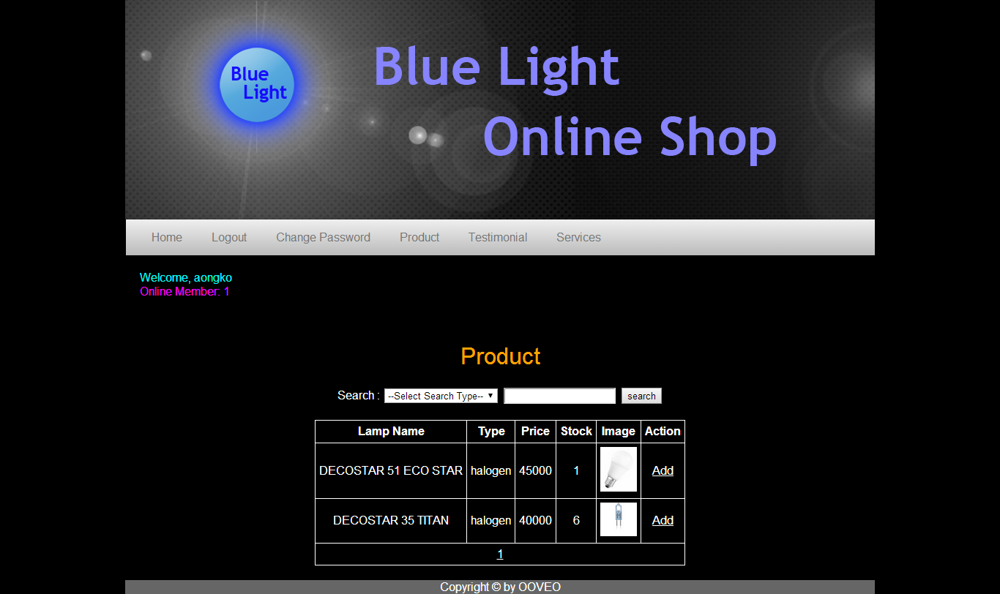 Blue
Light
Blue Light
Online Shop
Home Logout Change Password Product Testimonial Services
Welcome, aongko
Online Member: 1
Product
Search : --Select Search Type-- search
Lamp Name Type Price Stock Image Action
DECOSTAR 51 ECO STAR halogen 45000 1 Add
DECOSTAR 35 TITAN halogen 40000 6 Add
1
Copyright © by OOVEO